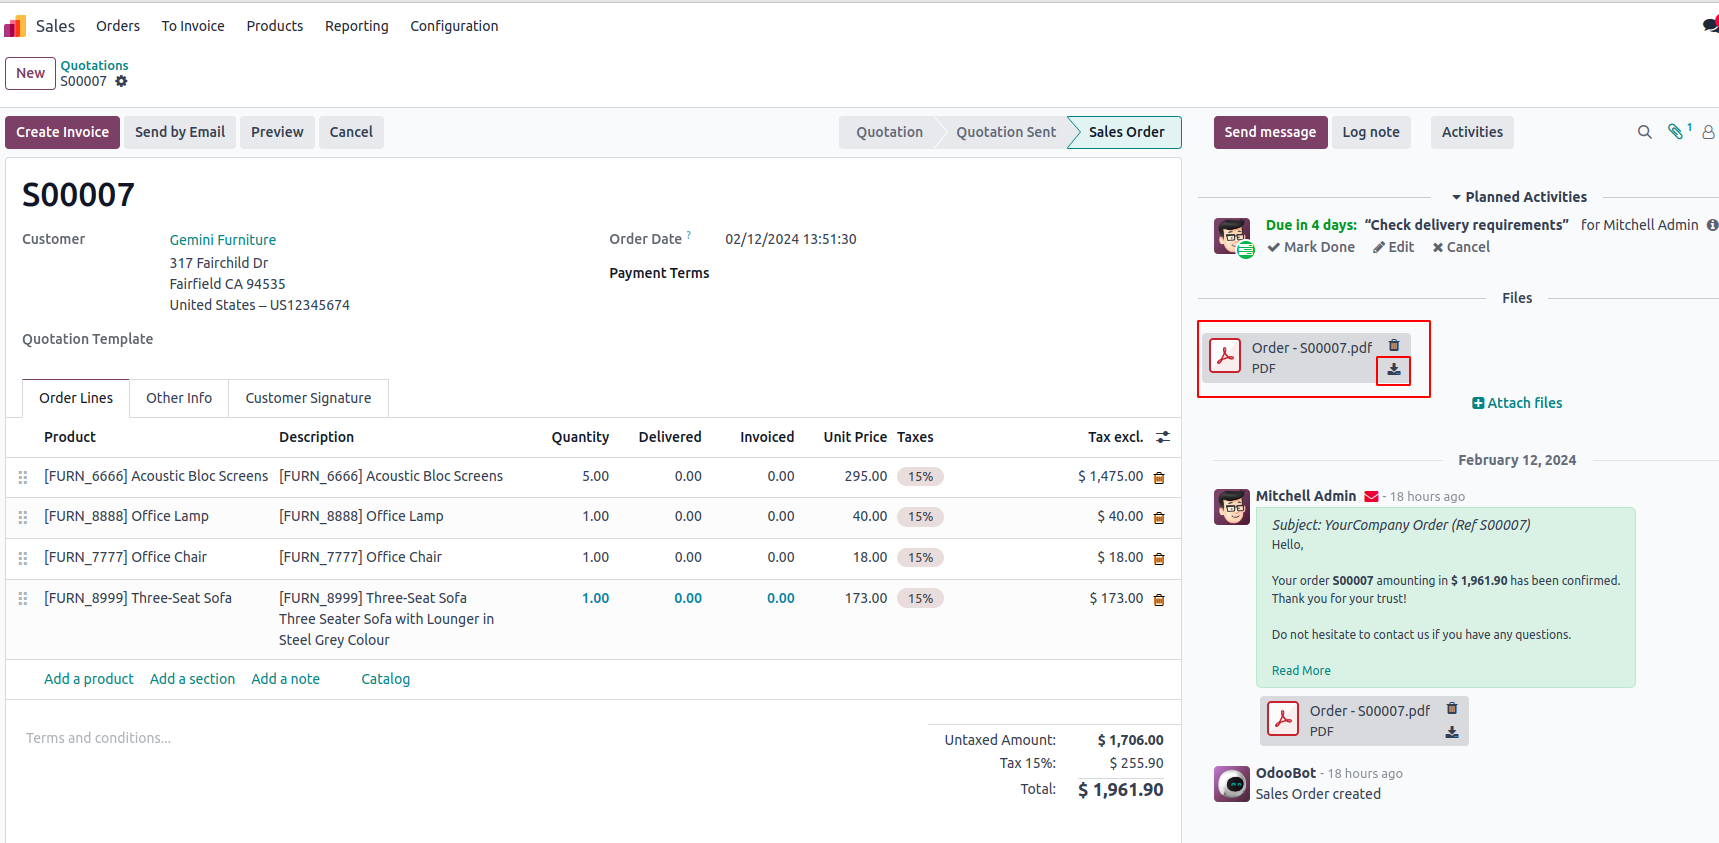 Sales Orders To Invoice Products Reporting Configuration
New
Quotations
S00007
Create Invoice Send by Email Preview Cancel
Quotation Quotation Sent Sales Order
S00007
Customer
Gemini Furniture
317 Fairchild Dr
Fairfield CA 94535
United States – US12345674
Order Date ? 02/12/2024 13:51:30
Payment Terms
Quotation Template
Order Lines Other Info Customer Signature
Product Description Quantity Delivered Invoiced Unit Price Taxes Tax excl.
[FURN_6666] Acoustic Bloc Screens [FURN_6666] Acoustic Bloc Screens 5.00 0.00 0.00 295.00 15% $ 1,475.00
[FURN_8888] Office Lamp [FURN_8888] Office Lamp 1.00 0.00 0.00 40.00 15% $ 40.00
[FURN_7777] Office Chair [FURN_7777] Office Chair 1.00 0.00 0.00 18.00 15% $ 18.00
[FURN_8999] Three-Seat Sofa [FURN_8999] Three-Seat Sofa 1.00 0.00 0.00 173.00 15% $ 173.00
Three Seater Sofa with Lounger in
Steel Grey Colour
Add a product Add a section Add a note Catalog
Terms and conditions...
Untaxed Amount: $ 1,706.00
Tax 15%: $ 255.90
Total: $ 1,961.90
Send message Log note Activities 1
Planned Activities
Due in 4 days: “Check delivery requirements” for Mitchell Admin
Mark Done Edit Cancel
Files
Order - S00007.pdf
PDF
Attach files
February 12, 2024
Mitchell Admin - 18 hours ago
Subject: YourCompany Order (Ref S00007)
Hello,
Your order S00007 amounting in $ 1,961.90 has been confirmed.
Thank you for your trust!
Do not hesitate to contact us if you have any questions.
Read More
Order - S00007.pdf
PDF
OdooBot - 18 hours ago
Sales Order created